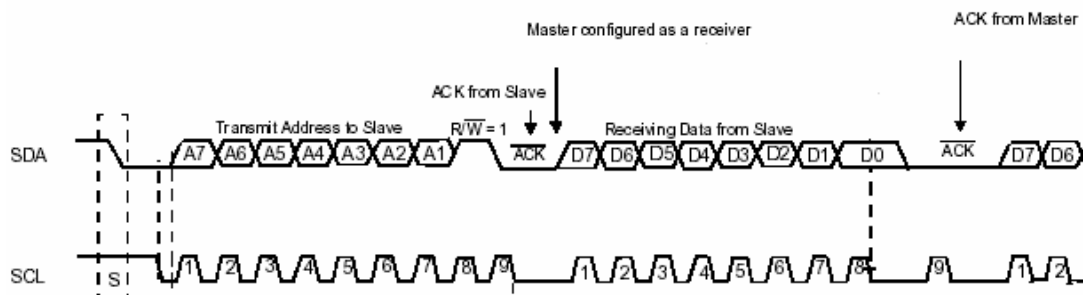 ACK from Master
Master configured as a receiver
ACK from Slave
Transmit Address to Slave R/W = 1 Receiving Data from Slave
SDA A7 A6 A5 A4 A3 A2 A1 ACK D7 D6 D5 D4 D3 D2 D1 D0 ACK D7 D6
SCL S 1 2 3 4 5 6 7 8 9 1 2 3 4 5 6 7 8 9 1 2